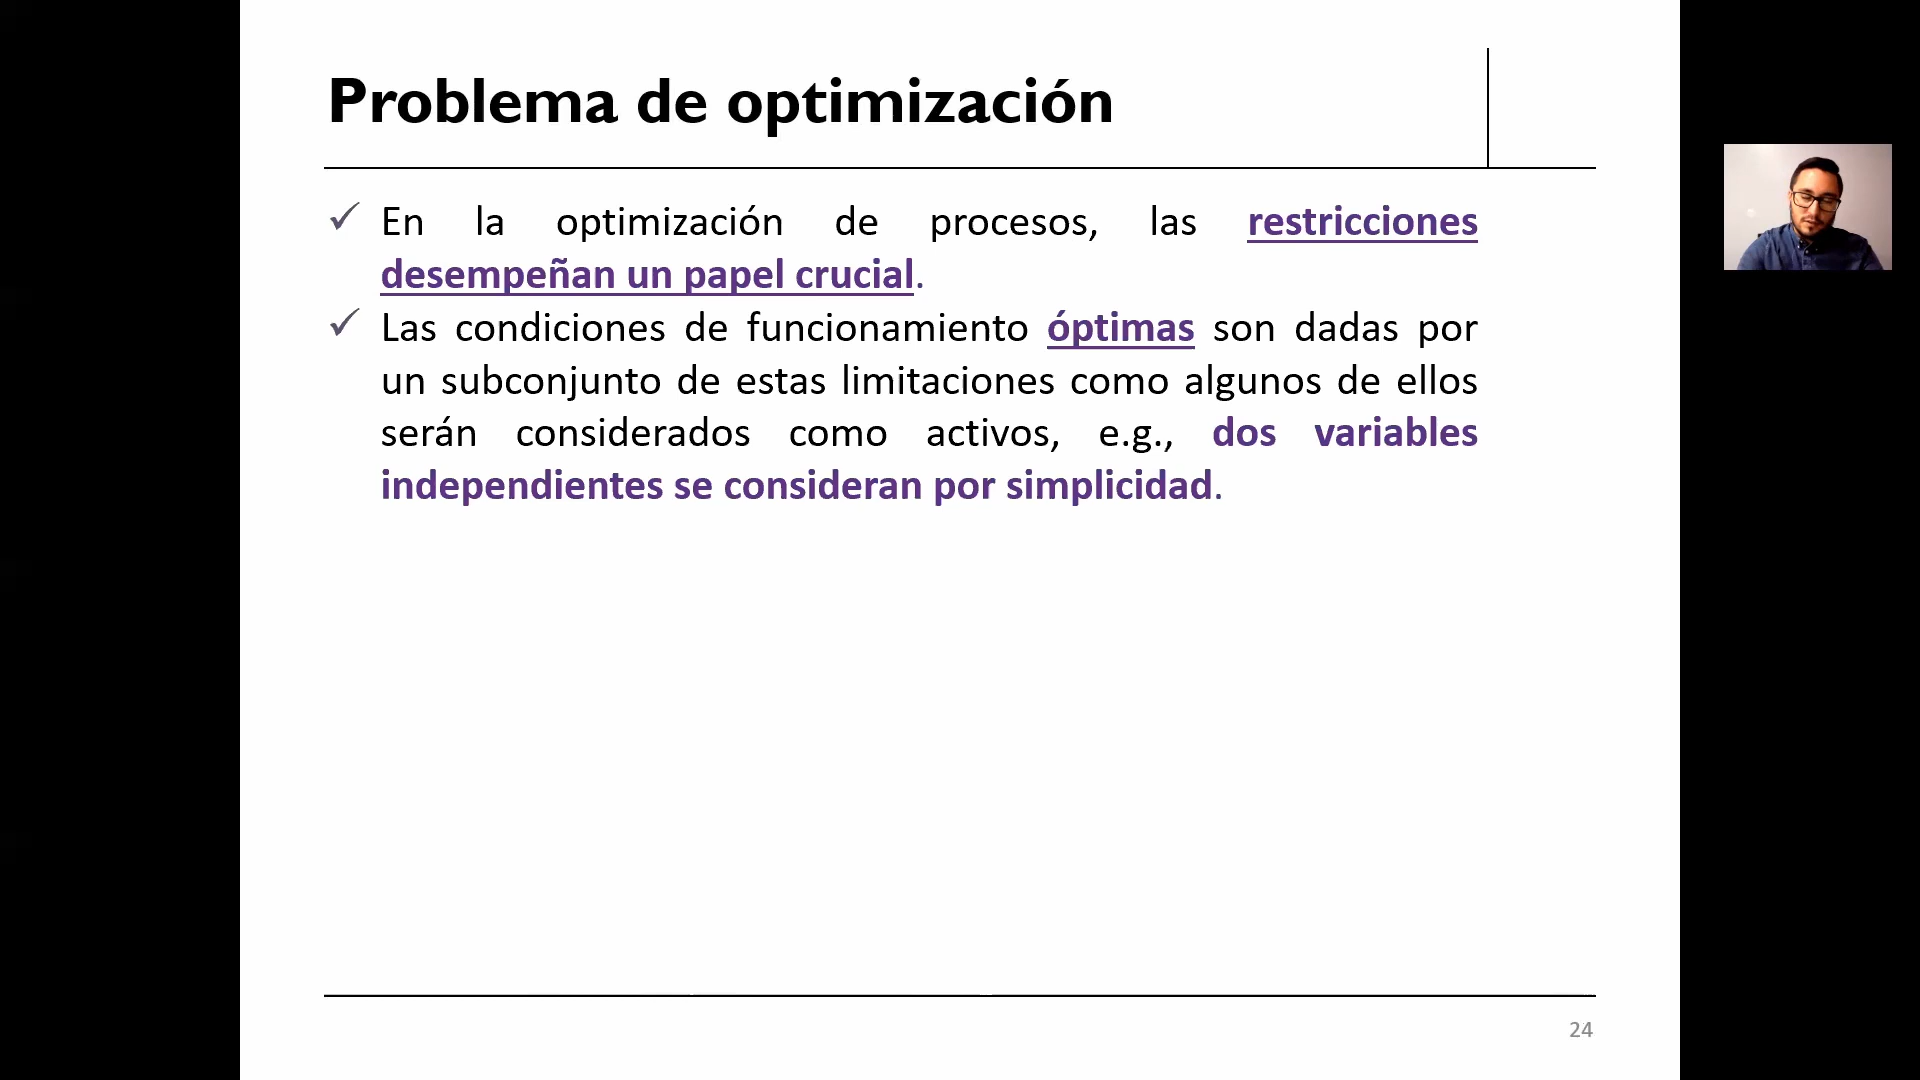 Problema de optimización
✓ En la optimización de procesos, las restricciones
desempeñan un papel crucial.
✓ Las condiciones de funcionamiento óptimas son dadas por
un subconjunto de estas limitaciones como algunos de ellos
serán considerados como activos, e.g., dos variables
independientes se consideran por simplicidad.
24